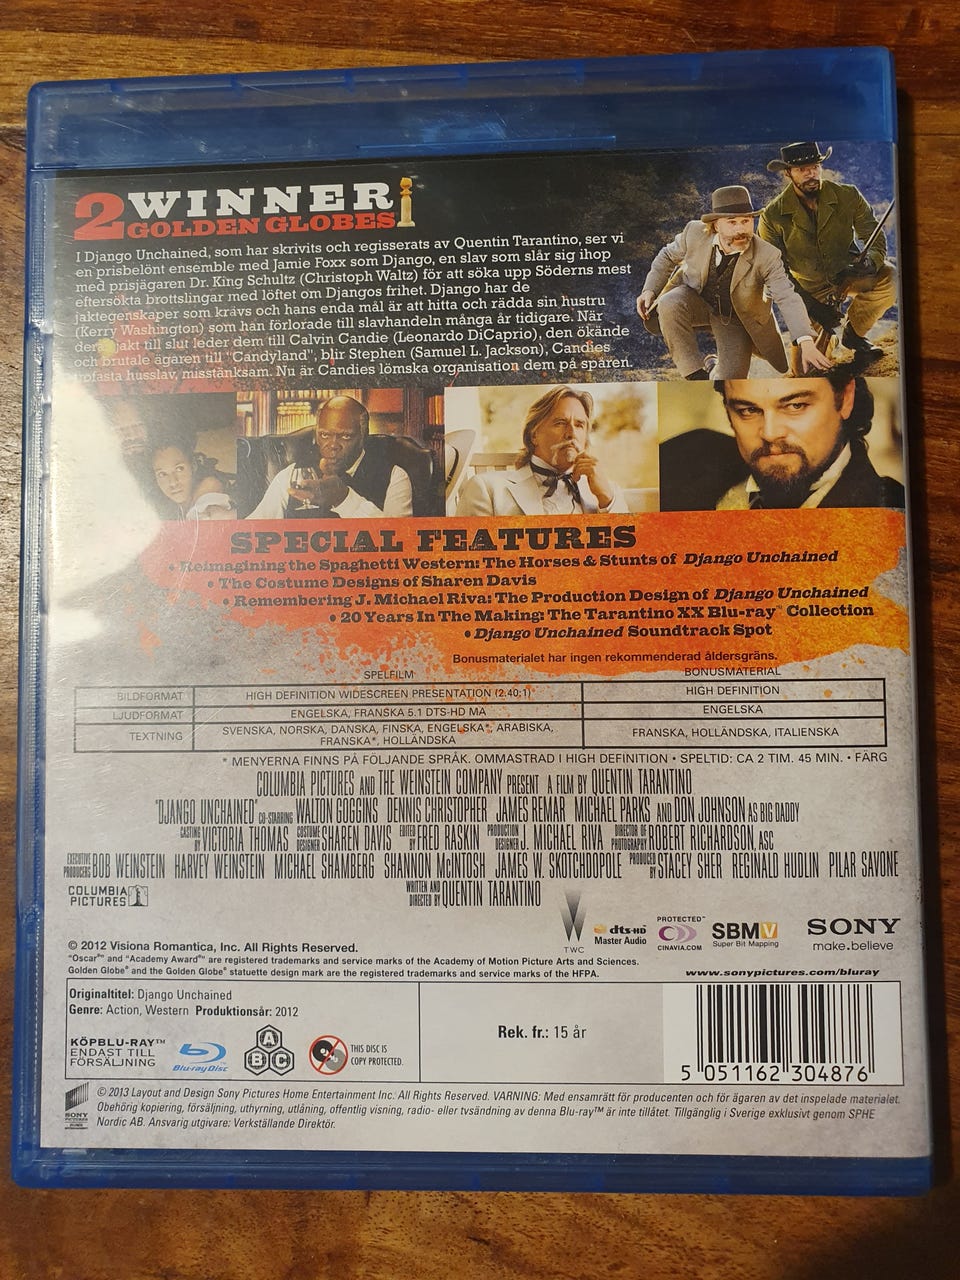 2 WINNER
GOLDEN GLOBES
I Django Unchained, som har skrivits och regisserats av Quentin Tarantino, ser vi
en prisbelönt ensemble med Jamie Foxx som Django, en slav som slår sig ihop
med prisjägaren Dr. King Schultz (Christoph Waltz) för att söka upp Söderns mest
eftersökta brottslingar med löftet om Djangos frihet. Django har de
jaktegenskaper som krävs och hans enda mål är att hitta och rädda sin hustru
(Kerry Washington) som han förlorade till slavhandeln många år tidigare. När
deras jakt till slut leder dem till Calvin Candie (Leonardo DiCaprio), den ökände
och brutale ägaren till "Candyland", blir Stephen (Samuel L. Jackson), Candies
trofasta husslav, misstänksam. Nu är Candies lömska organisation dem på spåren.
SPECIAL FEATURES
• Reimagining the Spaghetti Western: The Horses & Stunts of Django Unchained
• The Costume Designs of Sharen Davis
• Remembering J. Michael Riva: The Production Design of Django Unchained
• 20 Years In The Making: The Tarantino XX Blu-ray™ Collection
• Django Unchained Soundtrack Spot
Bonusmaterialet har ingen rekommenderad åldersgräns.
SPELFILM BONUSMATERIAL
BILDFORMAT HIGH DEFINITION WIDESCREEN PRESENTATION (2.40:1) HIGH DEFINITION
LJUDFORMAT ENGELSKA, FRANSKA 5.1 DTS-HD MA ENGELSKA
TEXTNING SVENSKA, NORSKA, DANSKA, FINSKA, ENGELSKA*, ARABISKA,
FRANSKA*, HOLLÄNDSKA FRANSKA, HOLLÄNDSKA, ITALIENSKA
* MENYERNA FINNS PÅ FÖLJANDE SPRÅK. OMMASTRAD I HIGH DEFINITION • SPELTID: CA 2 TIM. 45 MIN. • FÄRG
COLUMBIA PICTURES AND THE WEINSTEIN COMPANY PRESENT A FILM BY QUENTIN TARANTINO
"DJANGO UNCHAINED" CO-STARRING WALTON GOGGINS DENNIS CHRISTOPHER JAMES REMAR MICHAEL PARKS AND DON JOHNSON AS BIG DADDY
CASTING BY VICTORIA THOMAS COSTUME DESIGNER SHAREN DAVIS EDITED BY FRED RASKIN PRODUCTION DESIGNER J. MICHAEL RIVA DIRECTOR OF PHOTOGRAPHY ROBERT RICHARDSON, ASC
EXECUTIVE PRODUCERS BOB WEINSTEIN HARVEY WEINSTEIN MICHAEL SHAMBERG SHANNON McINTOSH JAMES W. SKOTCHDOPOLE PRODUCED BY STACEY SHER REGINALD HUDLIN PILAR SAVONE
WRITTEN AND DIRECTED BY QUENTIN TARANTINO
COLUMBIA
PICTURES
TWC
dts-HD
Master Audio
PROTECTED™
CINAVIA.COM
SBMV
Super Bit Mapping
SONY
make.believe
© 2012 Visiona Romantica, Inc. All Rights Reserved.
"Oscar®" and "Academy Award®" are registered trademarks and service marks of the Academy of Motion Picture Arts and Sciences.
Golden Globe® and the Golden Globe® statuette design mark are the registered trademarks and service marks of the HFPA.
www.sonypictures.com/bluray
Originaltitel: Django Unchained
Genre: Action, Western Produktionsår: 2012
KÖPBLU-RAY™
ENDAST TILL
FÖRSÄLJNING
Blu-ray Disc
A
B C
THIS DISC IS
COPY PROTECTED.
Rek. fr.: 15 år
5 051162 304876
SONY
PICTURES
© 2013 Layout and Design Sony Pictures Home Entertainment Inc. All Rights Reserved. VARNING: Med ensamrätt för producenten och för ägaren av det inspelade materialet.
Obehörig kopiering, försäljning, uthyrning, utlåning, offentlig visning, radio- eller tvsändning av denna Blu-ray™ är inte tillåtet. Tillgänglig i Sverige exklusivt genom SPHE
Nordic AB. Ansvarig utgivare: Verkställande Direktör.